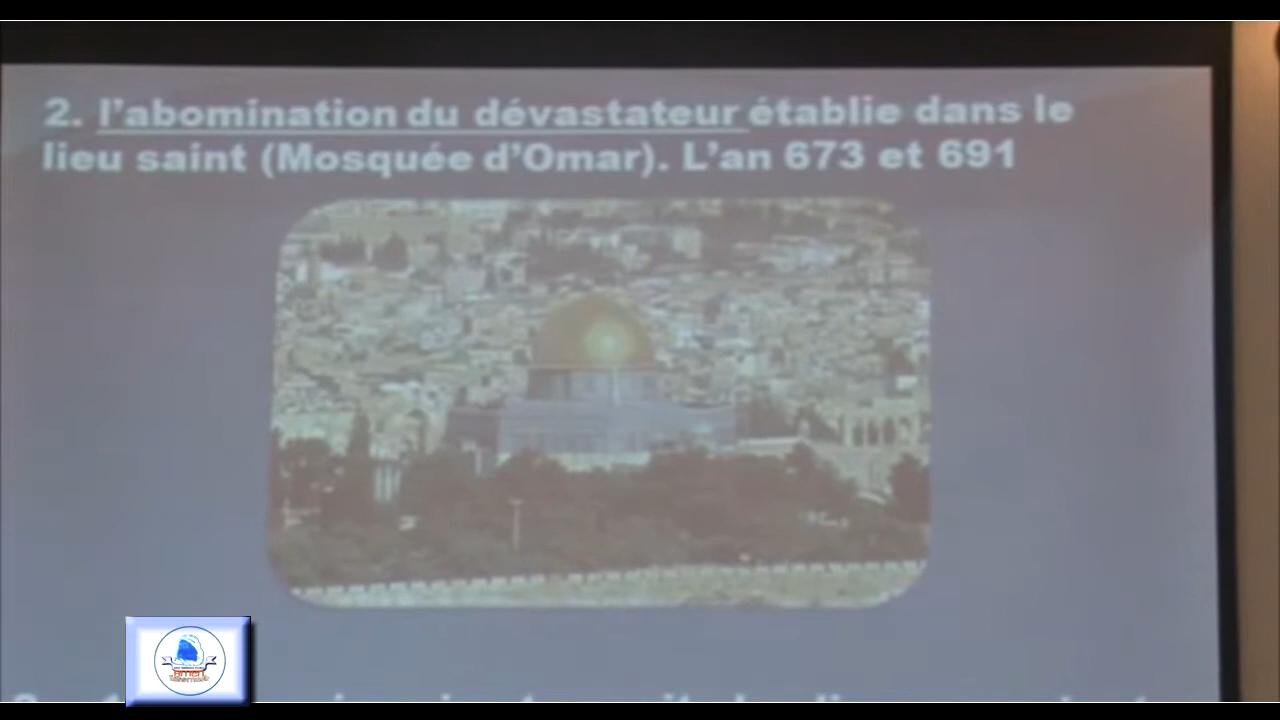 2. l'abomination du dévastateur établie dans le
lieu saint (Mosquée d'Omar). L'an 673 et 691